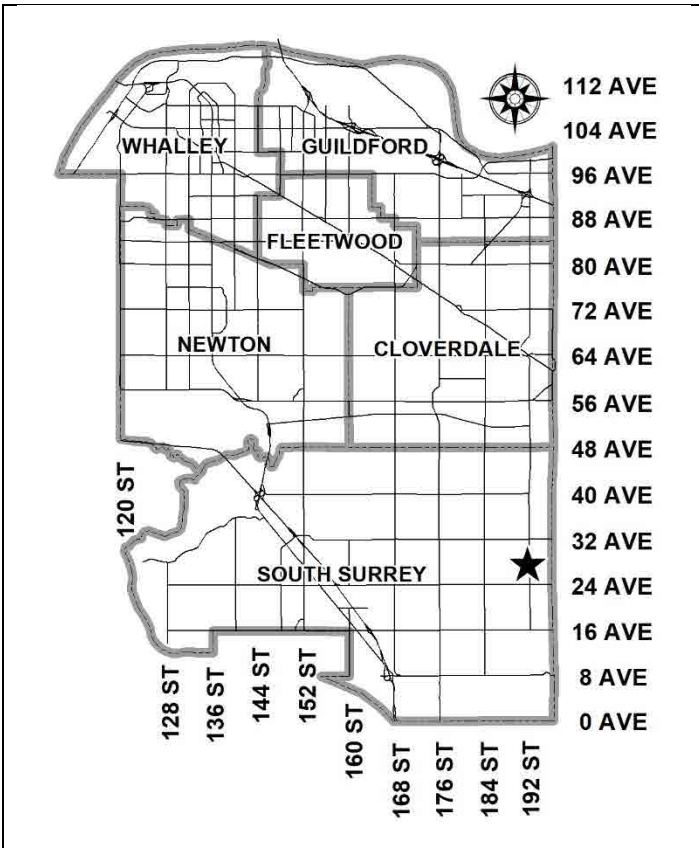 112 AVE
104 AVE
WHALLEY
GUILDFORD
96 AVE
88 AVE
FLEETWOOD
80 AVE
72 AVE
NEWTON
CLOVERDALE
64 AVE
56 AVE
48 AVE
120 ST
40 AVE
32 AVE
SOUTH SURREY
24 AVE
16 AVE
8 AVE
0 AVE
128 ST
136 ST
144 ST
152 ST
160 ST
168 ST
176 ST
184 ST
192 ST